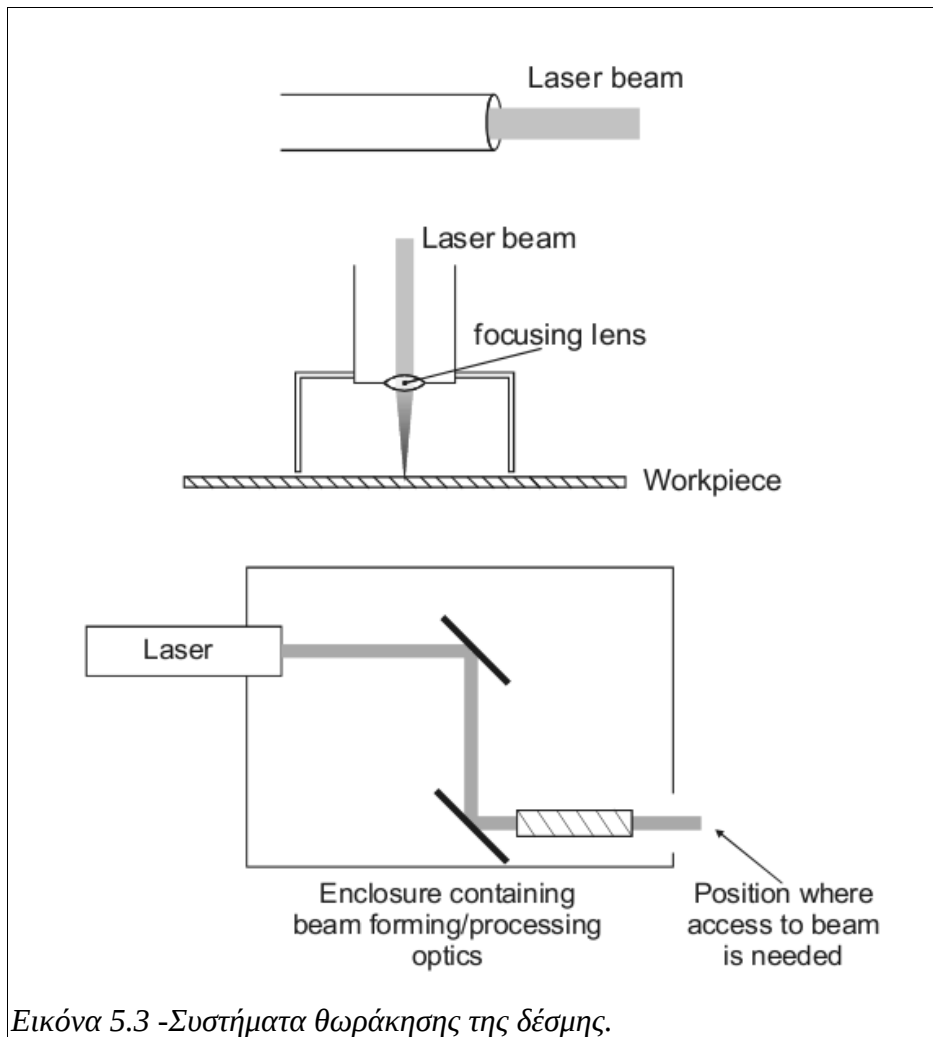 Laser beam
Laser beam
focusing lens
Workpiece
Laser
Enclosure containing
beam forming/processing
optics
Position where
access to beam
is needed
Εικόνα 5.3 -Συστήματα θωράκησης της δέσμης.